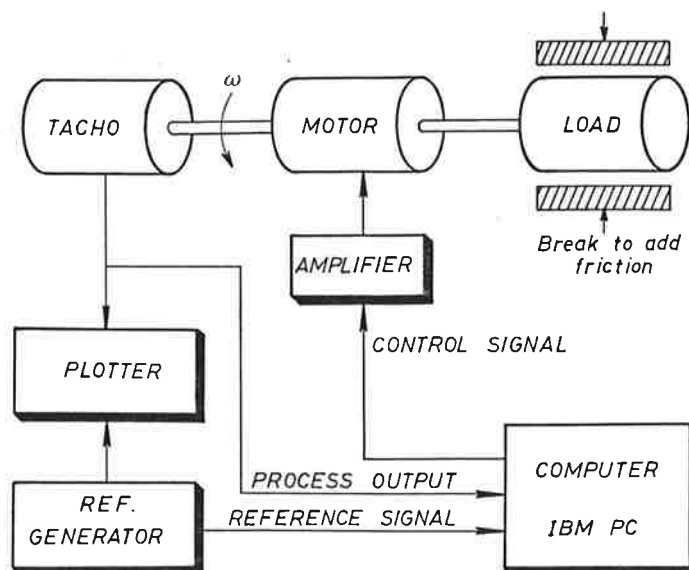 ω
TACHO
MOTOR
LOAD
Break to add
friction
AMPLIFIER
CONTROL SIGNAL
PLOTTER
PROCESS OUTPUT
COMPUTER
IBM PC
REF.
GENERATOR
REFERENCE SIGNAL